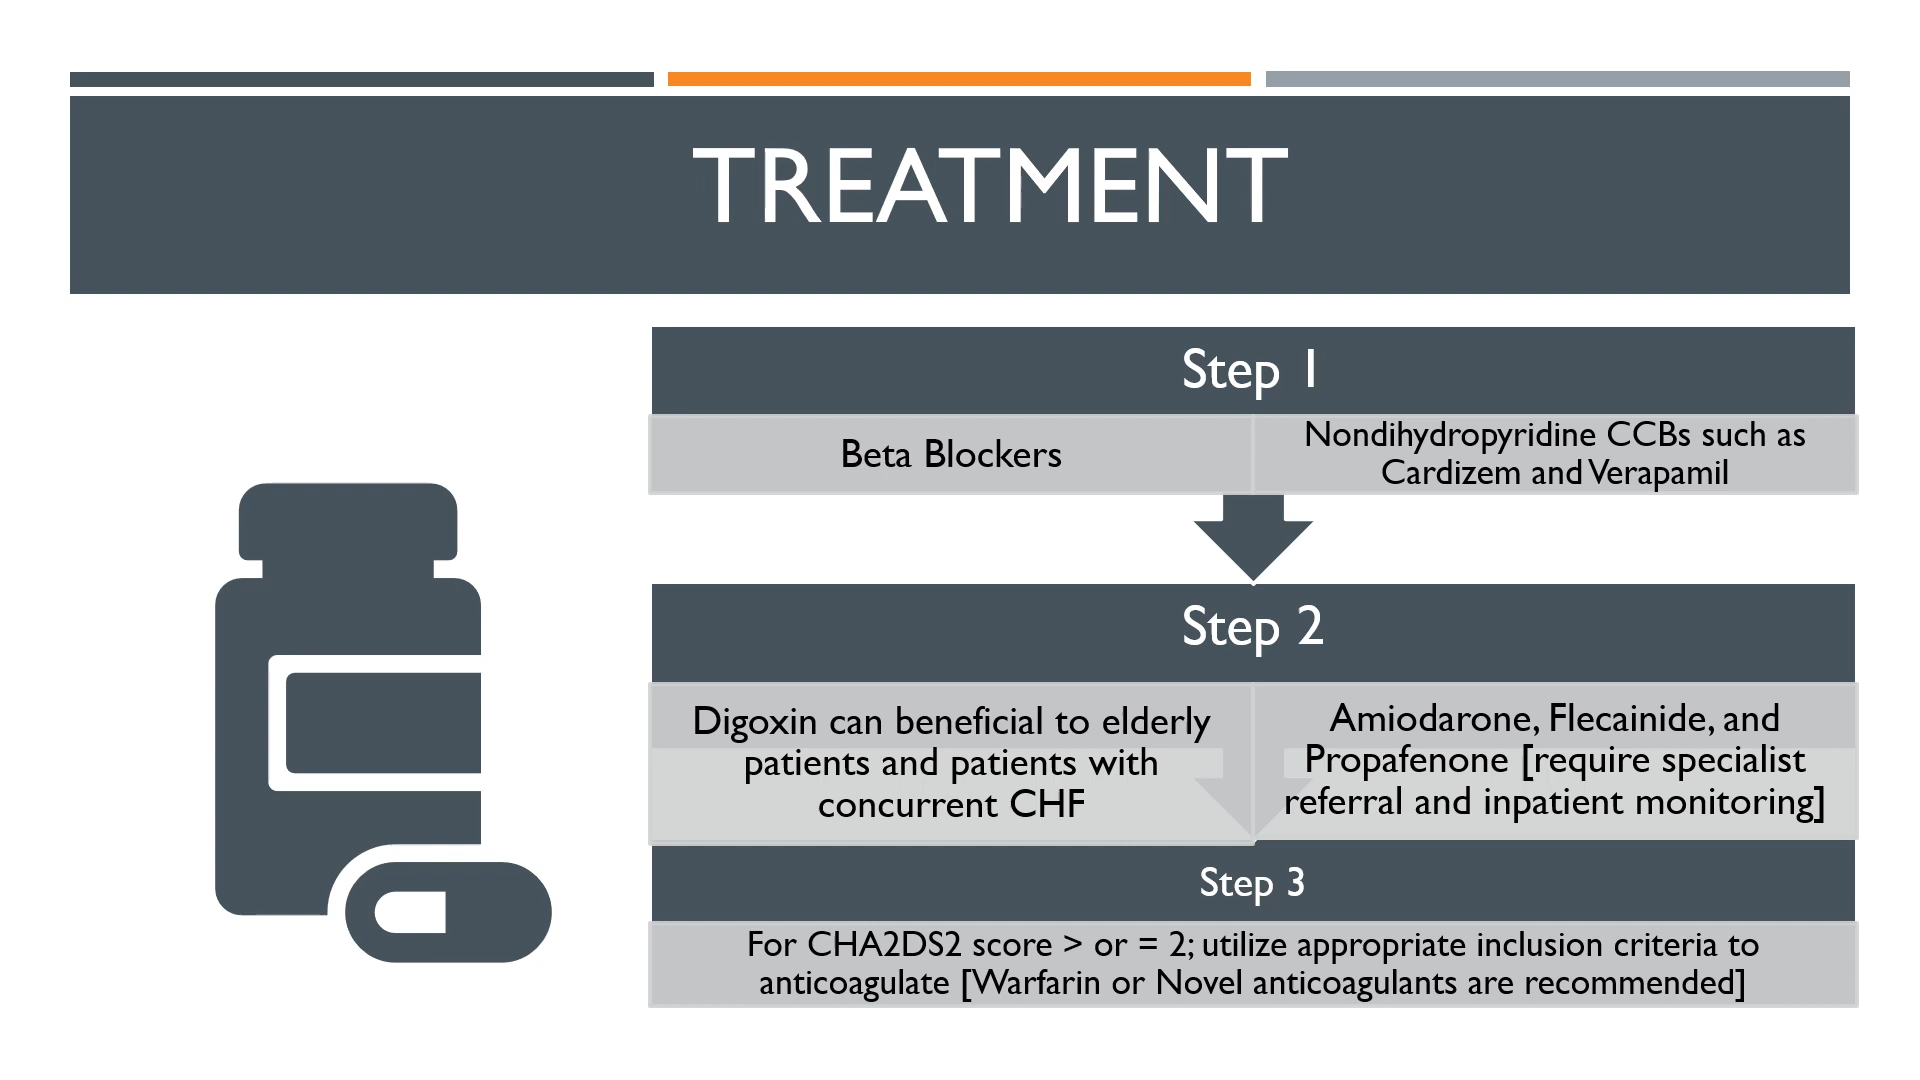 TREATMENT
Step 1
Beta Blockers
Nondihydropyridine CCBs such as
Cardizem and Verapamil
Step 2
Digoxin can beneficial to elderly
patients and patients with
concurrent CHF
Amiodarone, Flecainide, and
Propafenone [require specialist
referral and inpatient monitoring]
Step 3
For CHA2DS2 score > or = 2; utilize appropriate inclusion criteria to
anticoagulate [Warfarin or Novel anticoagulants are recommended]